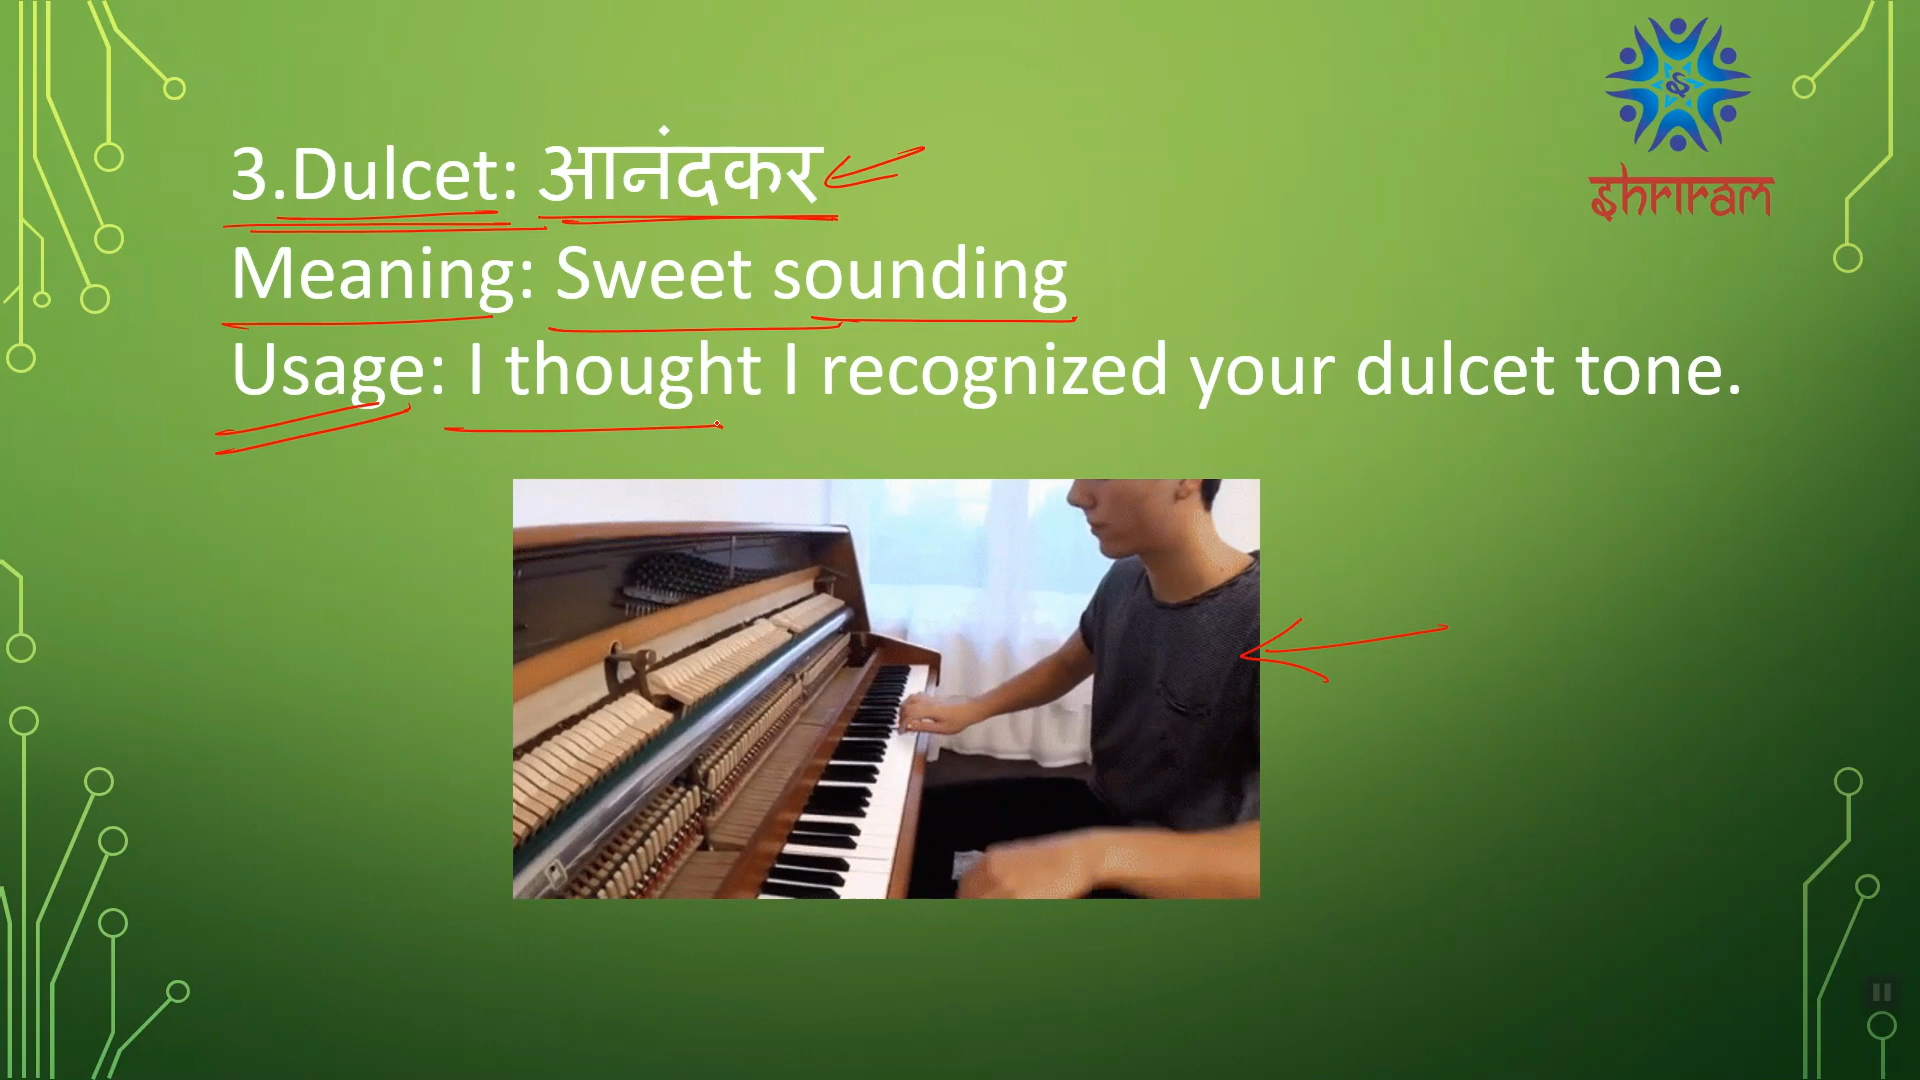 Shriram
3.Dulcet: आनंदकर
Meaning: Sweet sounding
Usage: I thought I recognized your dulcet tone.